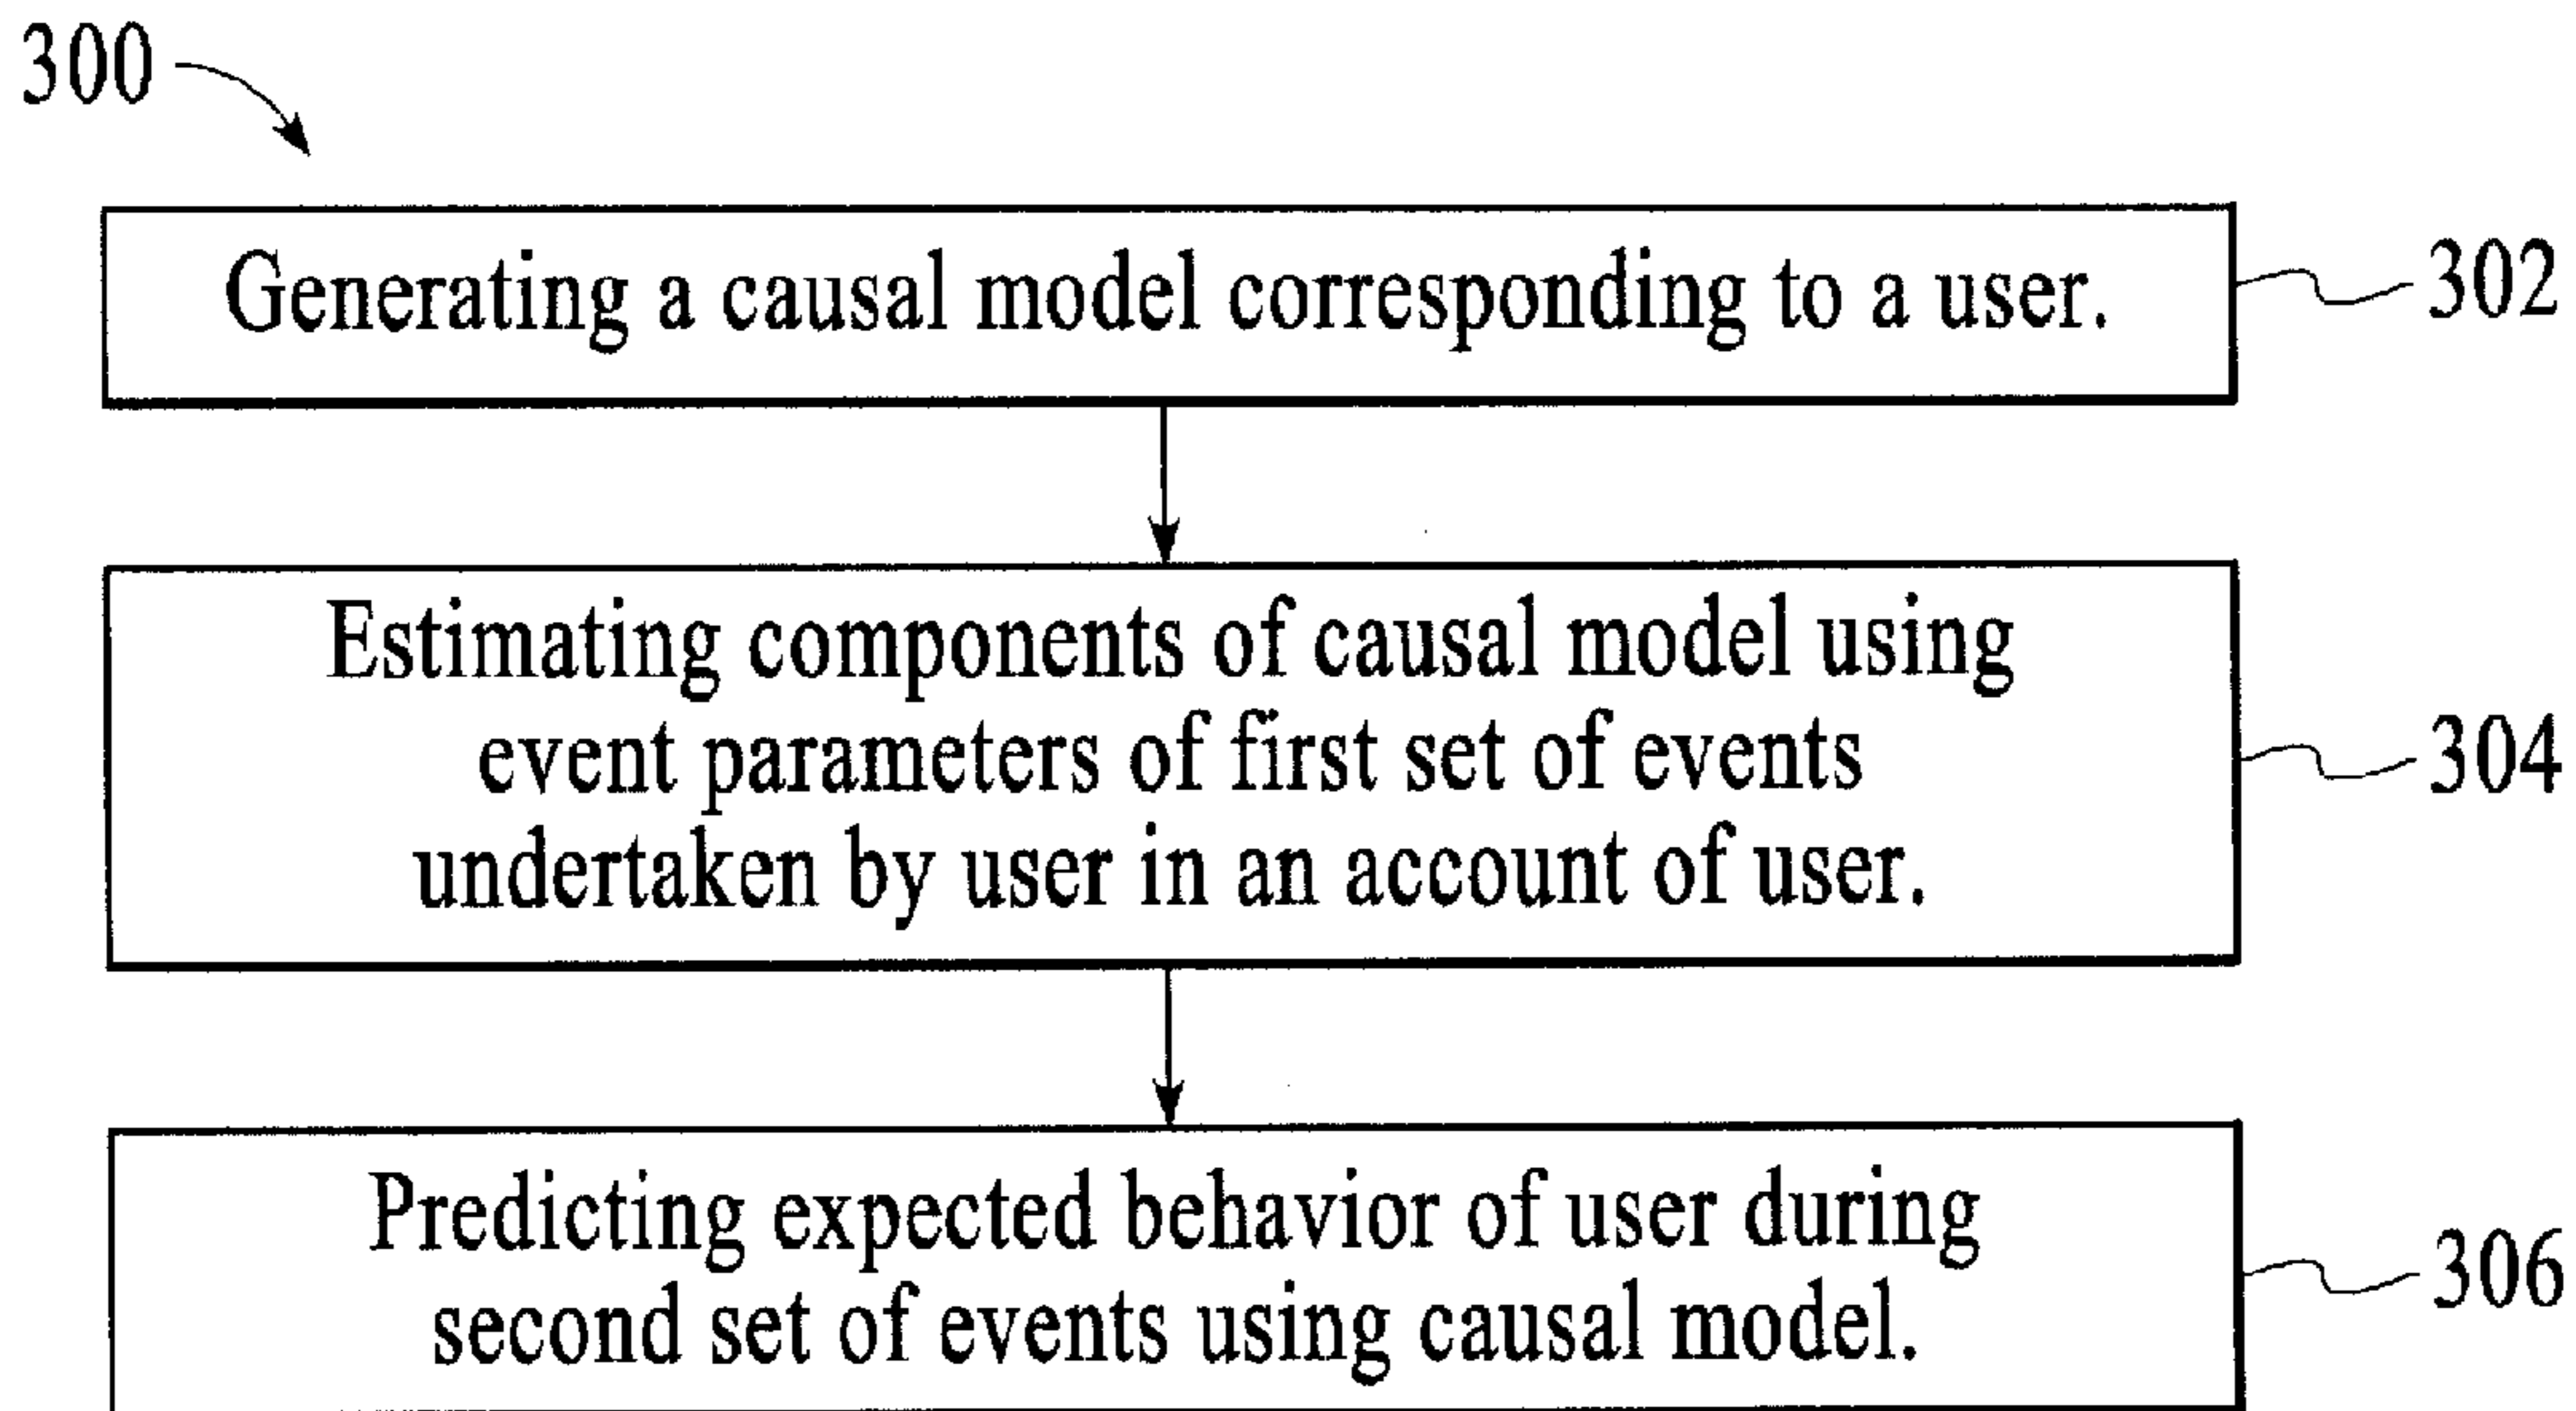 300
Generating a causal model corresponding to a user.
302
Estimating components of causal model using
event parameters of first set of events
undertaken by user in an account of user.
304
Predicting expected behavior of user during
second set of events using causal model.
306